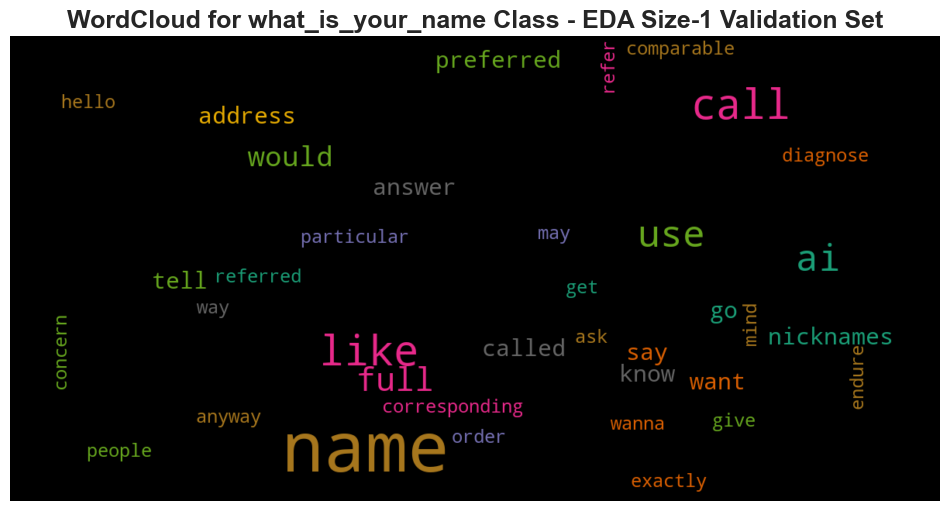 WordCloud for what_is_your_name Class - EDA Size-1 Validation Set
comparable
refer
preferred
hello
call
address
would
diagnose
answer
particular
may
use
ai
tell
referred
get
way
go
mind
concern
like
called
ask
say
nicknames
full
know
want
endure
corresponding
anyway
order
wanna
give
people
name
exactly